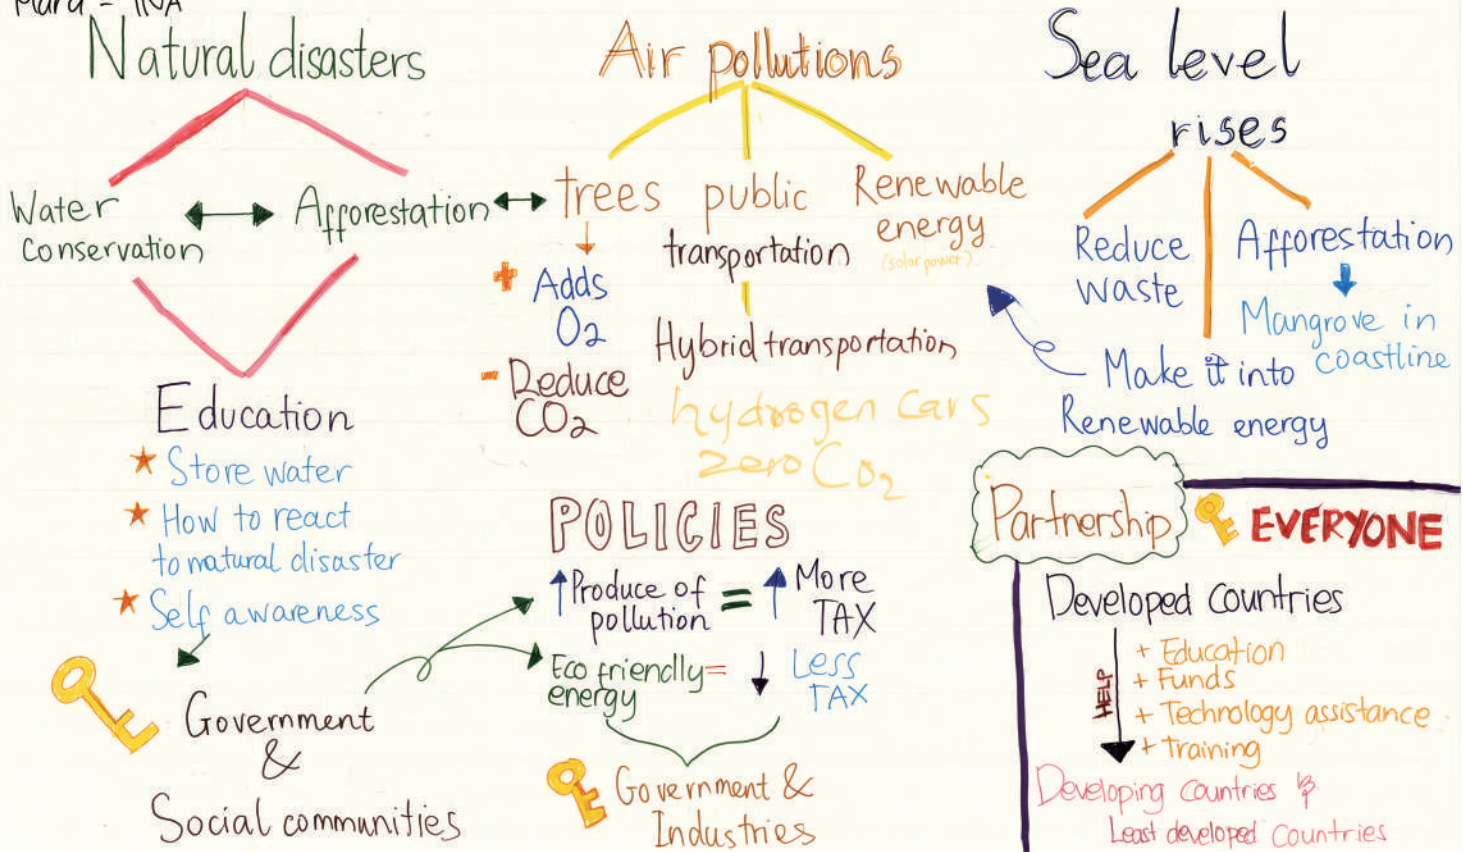 Mara - INA
Natural disasters
Water
conservation
Afforestation
Education
Store water
How to react
to natural disaster
Self awareness
Government
&
Social communities
Air pollutions
trees
+ Adds
O2
- Reduce
CO2
public
transportation
Hybrid transportation
hydrogen cars
zero CO2
Renewable
energy
(solar power)
POLICIES
↑ Produce of
pollution
= ↑ More
TAX
Eco friendly
energy
= ↓ Less
TAX
Government &
Industries
Sea level
rises
Reduce
waste
Make it into
Renewable energy
Afforestation
Mangrove in
coastline
Partnership
EVERYONE
Developed countries
HELP
+ Education
+ Funds
+ Technology assistance
+ Training
Developing countries &
Least developed countries